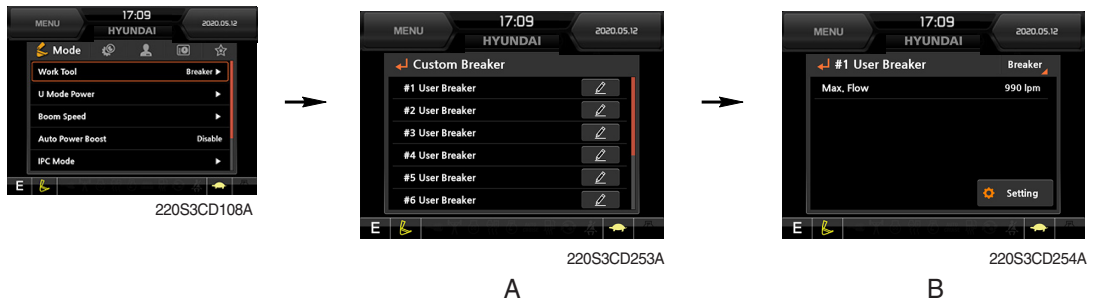 MENU
17:09
2020.05.12
HYUNDAI
Mode
Work Tool
Breaker ▶
U Mode Power
▶
Boom Speed
▶
Auto Power Boost
Disable
IPC Mode
▶
E
220S3CD108A
MENU
17:09
2020.05.12
HYUNDAI
Custom Breaker
#1 User Breaker
#2 User Breaker
#3 User Breaker
#4 User Breaker
#5 User Breaker
#6 User Breaker
E
220S3CD253A
A
MENU
17:09
2020.05.12
HYUNDAI
#1 User Breaker
Breaker
Max, Flow
990 lpm
Setting
E
220S3CD254A
B